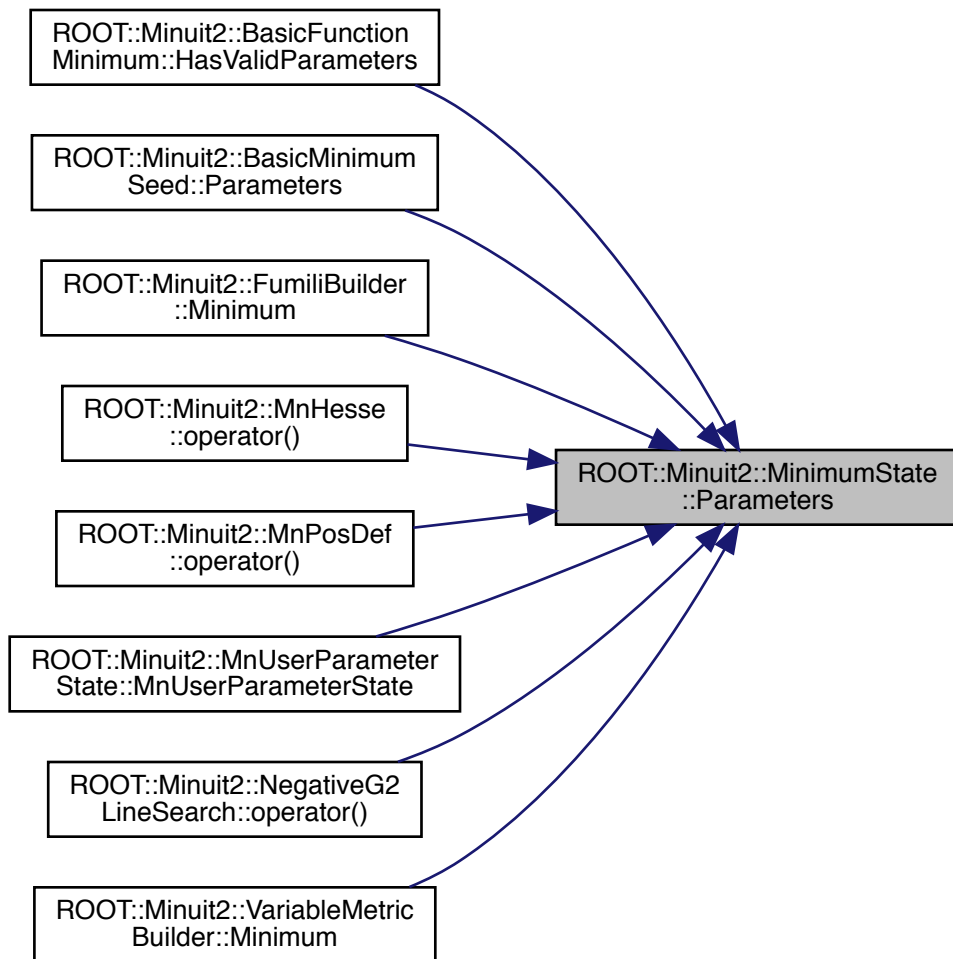 ROOT::Minuit2::BasicFunction
Minimum::HasValidParameters
ROOT::Minuit2::BasicMinimum
Seed::Parameters
ROOT::Minuit2::FumiliBuilder
::Minimum
ROOT::Minuit2::MnHesse
::operator()
ROOT::Minuit2::MinimumState
::Parameters
ROOT::Minuit2::MnPosDef
::operator()
ROOT::Minuit2::MnUserParameter
State::MnUserParameterState
ROOT::Minuit2::NegativeG2
LineSearch::operator()
ROOT::Minuit2::VariableMetric
Builder::Minimum